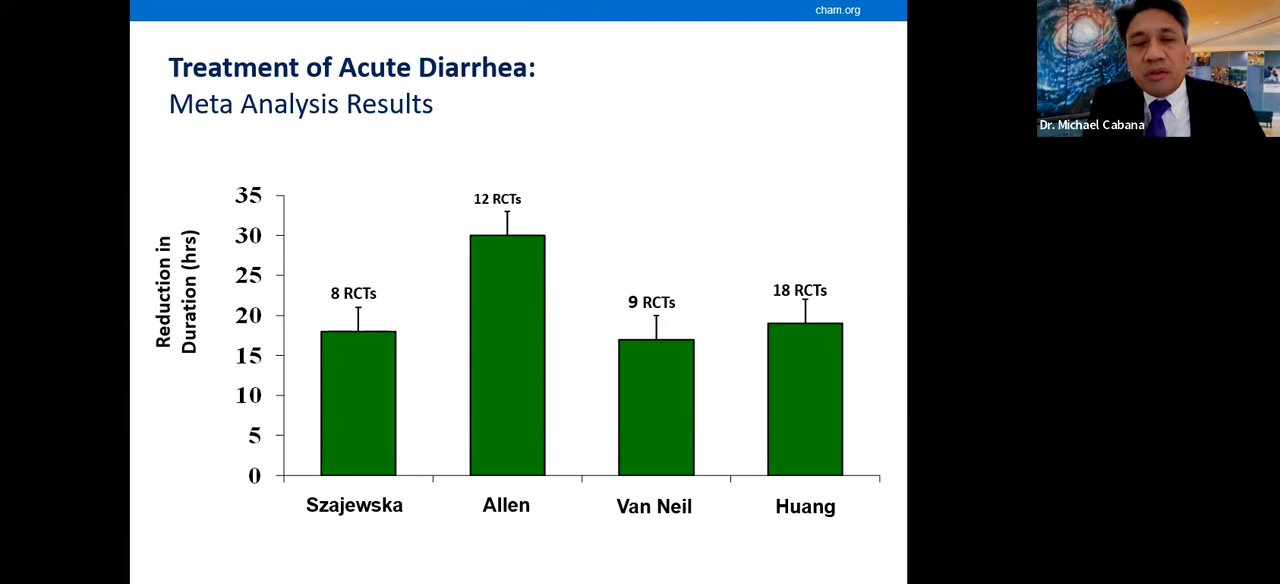 cham.org
Treatment of Acute Diarrhea:
Meta Analysis Results
Dr. Michael Cabana
Reduction in
Duration (hrs)
35
30
25
20
15
10
5
0
8 RCTs
12 RCTs
9 RCTs
18 RCTs
Szajewska
Allen
Van Neil
Huang